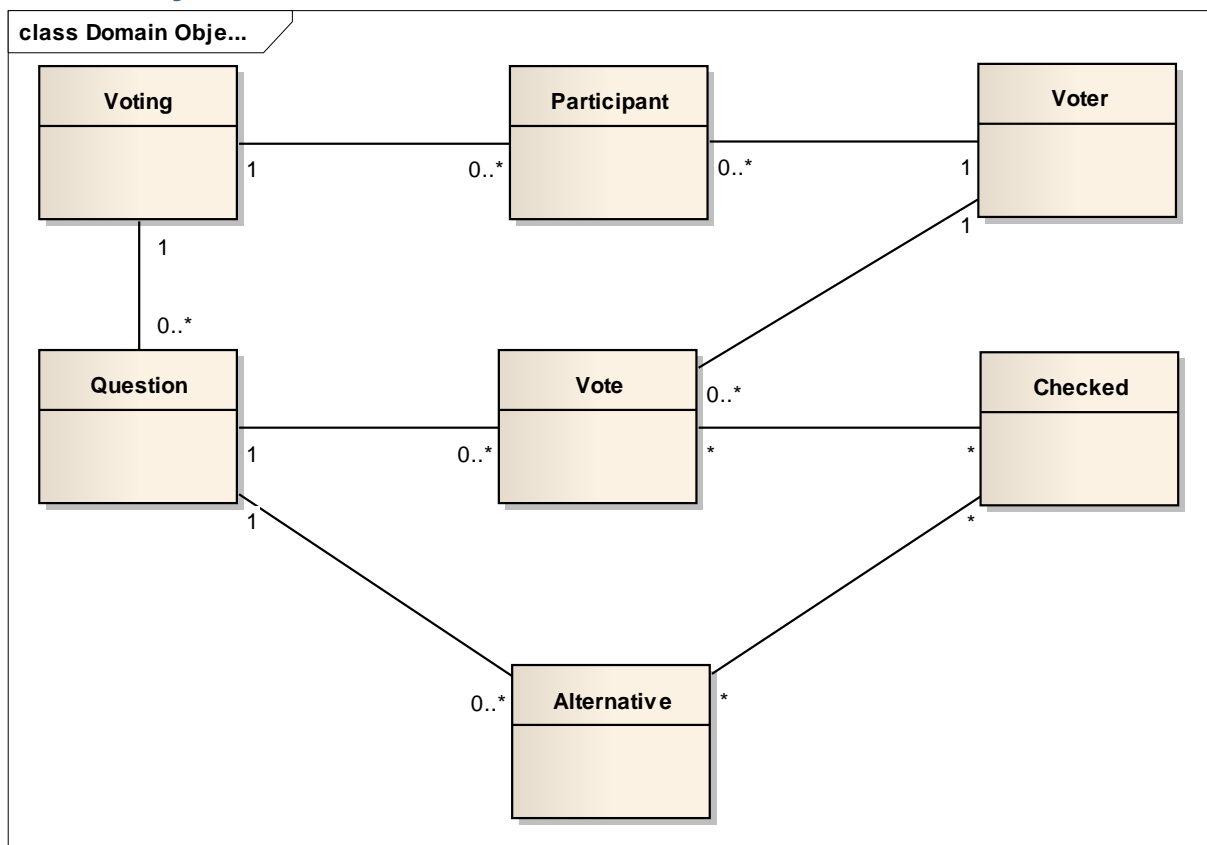 class Domain Obje...
Voting
Participant
Voter
1
0..*
0..*
1
1
1
0..*
Question
Vote
Checked
0..*
1
0..*
*
*
1
*
0..*
Alternative
*